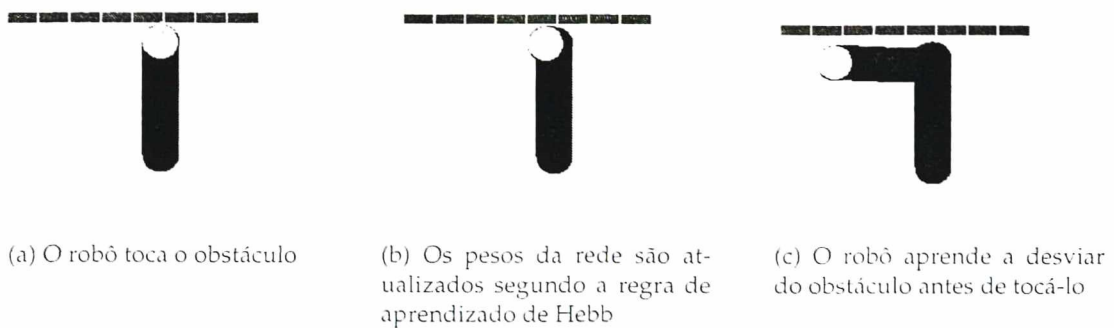 (a) O robô toca o obstáculo
(b) Os pesos da rede são at-
ualizados segundo a regra de
aprendizado de Hebb
(c) O robô aprende a desviar
do obstáculo antes de tocá-lo